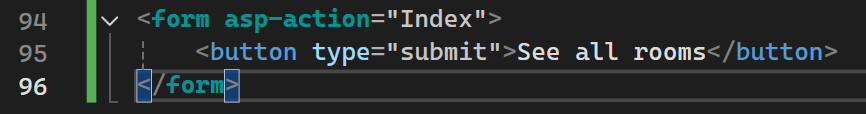 94 <form asp-action="Index">
95 <button type="submit">See all rooms</button>
96 </form>